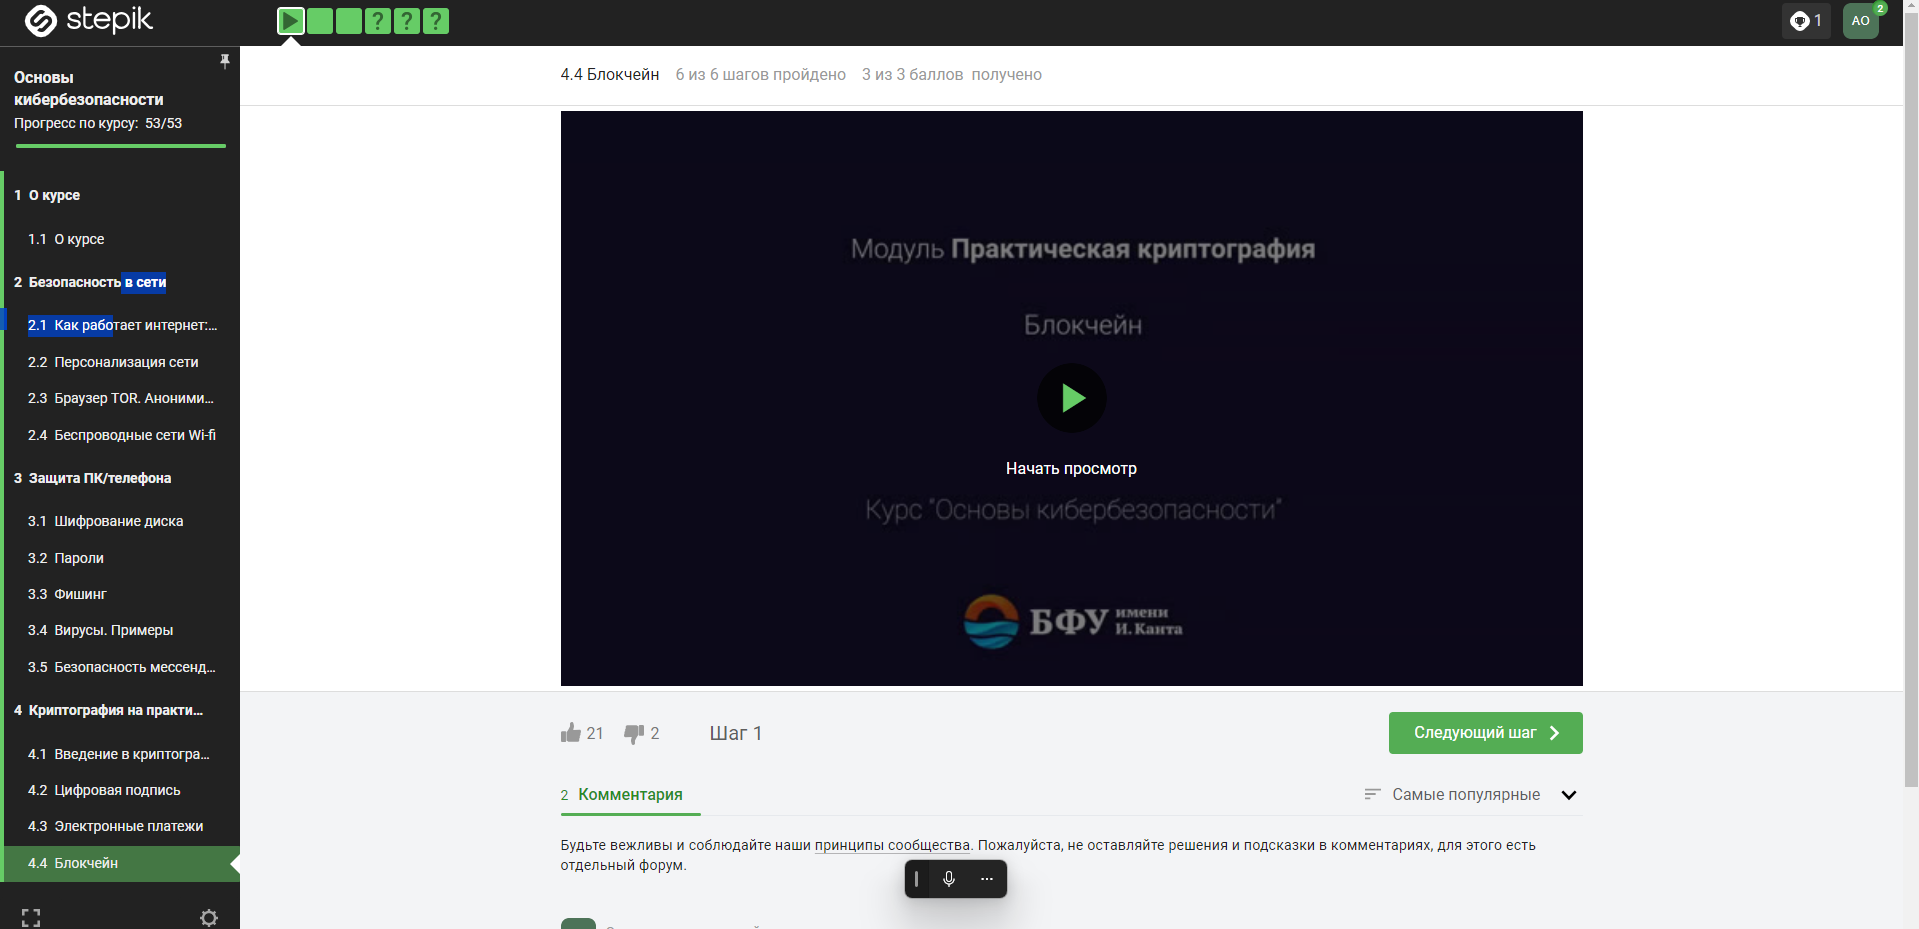 stepik
? ? ?
1
AO
2
Основы
кибербезопасности
Прогресс по курсу: 53/53
1 О курсе
1.1 О курсе
2 Безопасность в сети
2.1 Как работает интернет:...
2.2 Персонализация сети
2.3 Браузер TOR. Аноними...
2.4 Беспроводные сети Wi-fi
3 Защита ПК/телефона
3.1 Шифрование диска
3.2 Пароли
3.3 Фишинг
3.4 Вирусы. Примеры
3.5 Безопасность мессенд...
4 Криптография на практи...
4.1 Введение в криптогра...
4.2 Цифровая подпись
4.3 Электронные платежи
4.4 Блокчейн
4.4 Блокчейн 6 из 6 шагов пройдено 3 из 3 баллов получено
Модуль Практическая криптография
Блокчейн
Начать просмотр
Курс "Основы кибербезопасности"
БФУ имени
И. Канта
21 2 Шаг 1
Следующий шаг
2 Комментария
Самые популярные
Будьте вежливы и соблюдайте наши принципы сообщества. Пожалуйста, не оставляйте решения и подсказки в комментариях, для этого есть
отдельный форум.